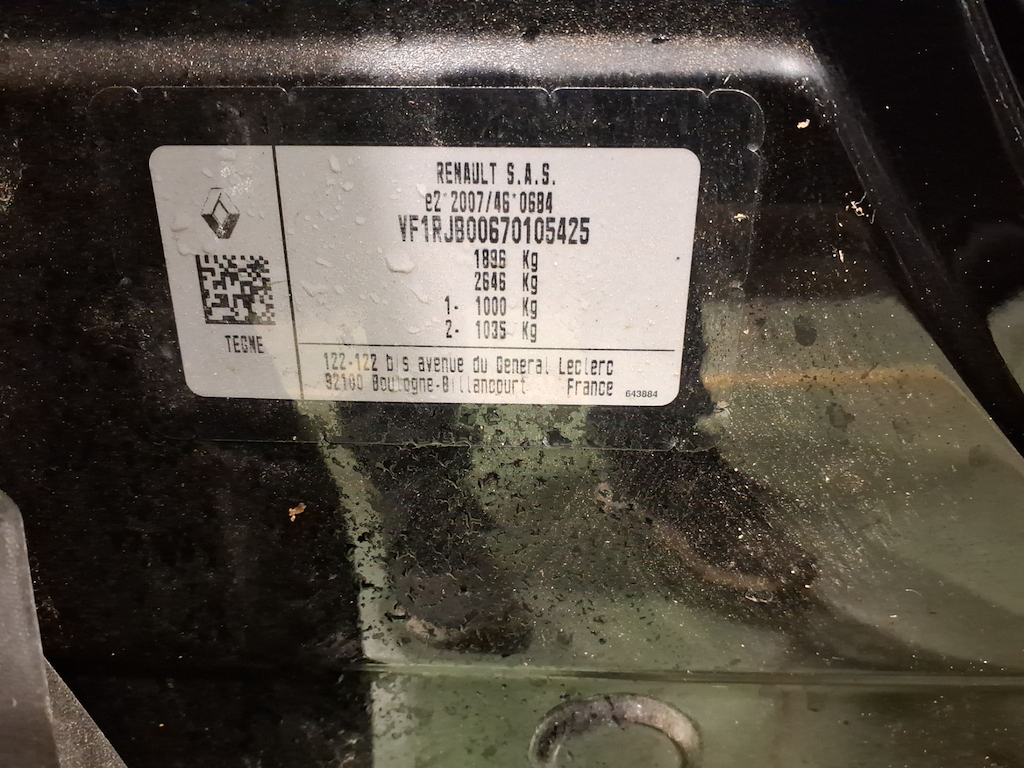 RENAULT S.A.S.
e2*2007/46*0684
VF1RJB00670105425
1896 Kg
2646 Kg
1- 1000 Kg
2- 1035 Kg
TEGME
122-122 bis avenue du General Leclerc
92100 Boulogne-Billancourt France
643884